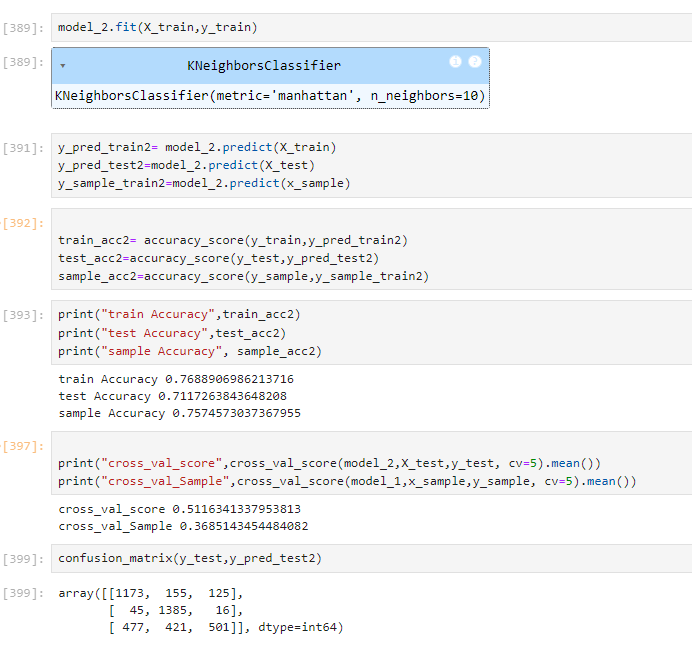 [389]: model_2.fit(X_train,y_train)
[389]: ▾ KNeighborsClassifier i ?
KNeighborsClassifier(metric='manhattan', n_neighbors=10)
[391]: y_pred_train2= model_2.predict(X_train)
y_pred_test2=model_2.predict(X_test)
y_sample_train2=model_2.predict(x_sample)
[392]:
train_acc2= accuracy_score(y_train,y_pred_train2)
test_acc2=accuracy_score(y_test,y_pred_test2)
sample_acc2=accuracy_score(y_sample,y_sample_train2)
[393]: print("train Accuracy",train_acc2)
print("test Accuracy",test_acc2)
print("sample Accuracy", sample_acc2)
train Accuracy 0.7688906986213716
test Accuracy 0.7117263843648208
sample Accuracy 0.7574573037367955
[397]:
print("cross_val_score",cross_val_score(model_2,X_test,y_test, cv=5).mean())
print("cross_val_Sample",cross_val_score(model_1,x_sample,y_sample, cv=5).mean())
cross_val_score 0.5116341337953813
cross_val_Sample 0.3685143454484082
[399]: confusion_matrix(y_test,y_pred_test2)
[399]: array([[1173, 155, 125],
[ 45, 1385, 16],
[ 477, 421, 501]], dtype=int64)